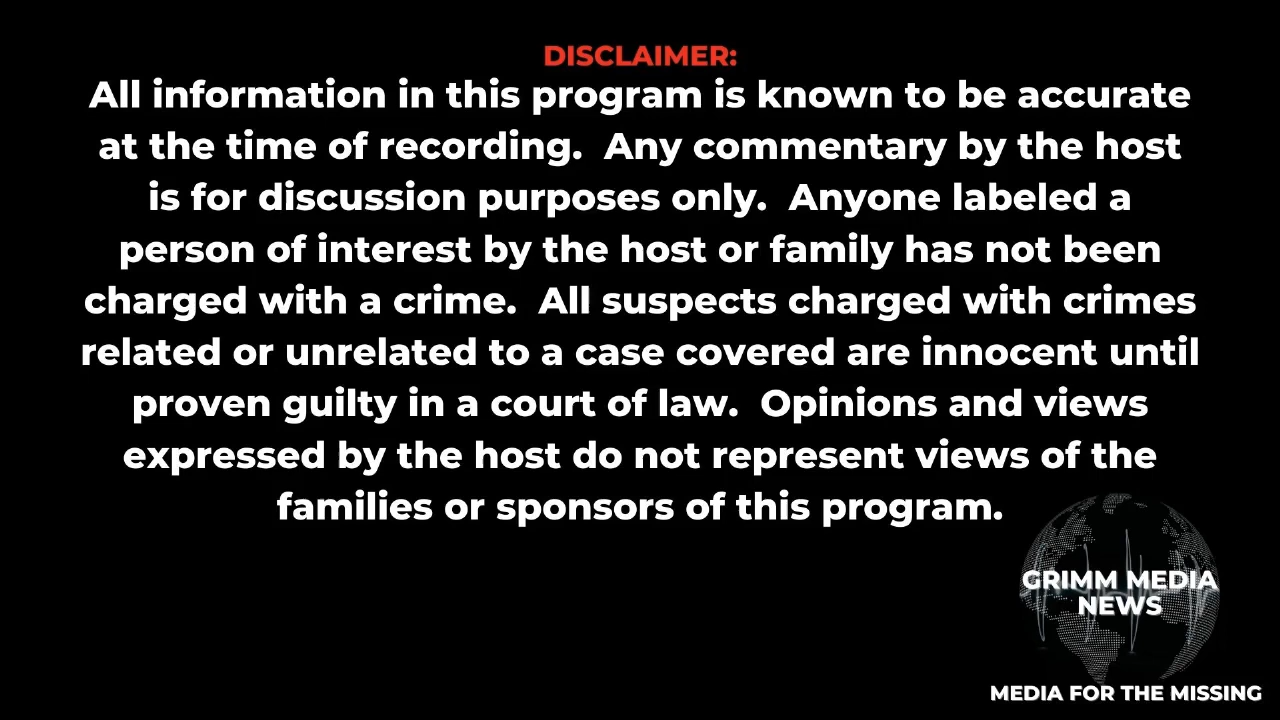 DISCLAIMER:
All information in this program is known to be accurate
at the time of recording.  Any commentary by the host
is for discussion purposes only.  Anyone labeled a
person of interest by the host or family has not been
charged with a crime.  All suspects charged with crimes
related or unrelated to a case covered are innocent until
proven guilty in a court of law.  Opinions and views
expressed by the host do not represent views of the
families or sponsors of this program.
GRIMM MEDIA
NEWS
MEDIA FOR THE MISSING